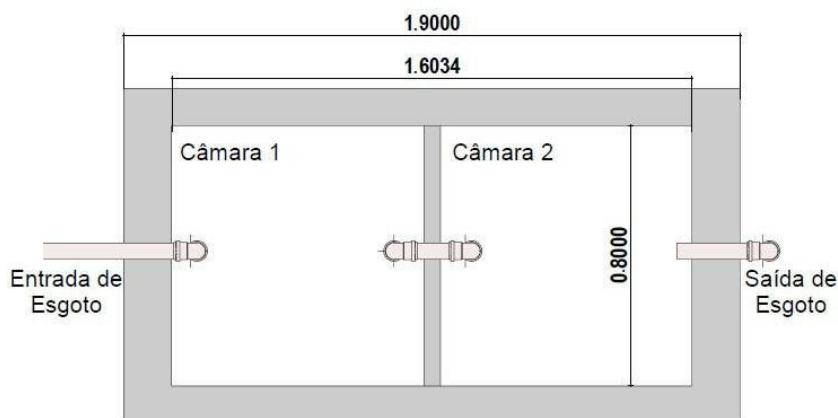 1.9000
1.6034
Câmara 1
Câmara 2
0.8000
Entrada de
Esgoto
Saída de
Esgoto